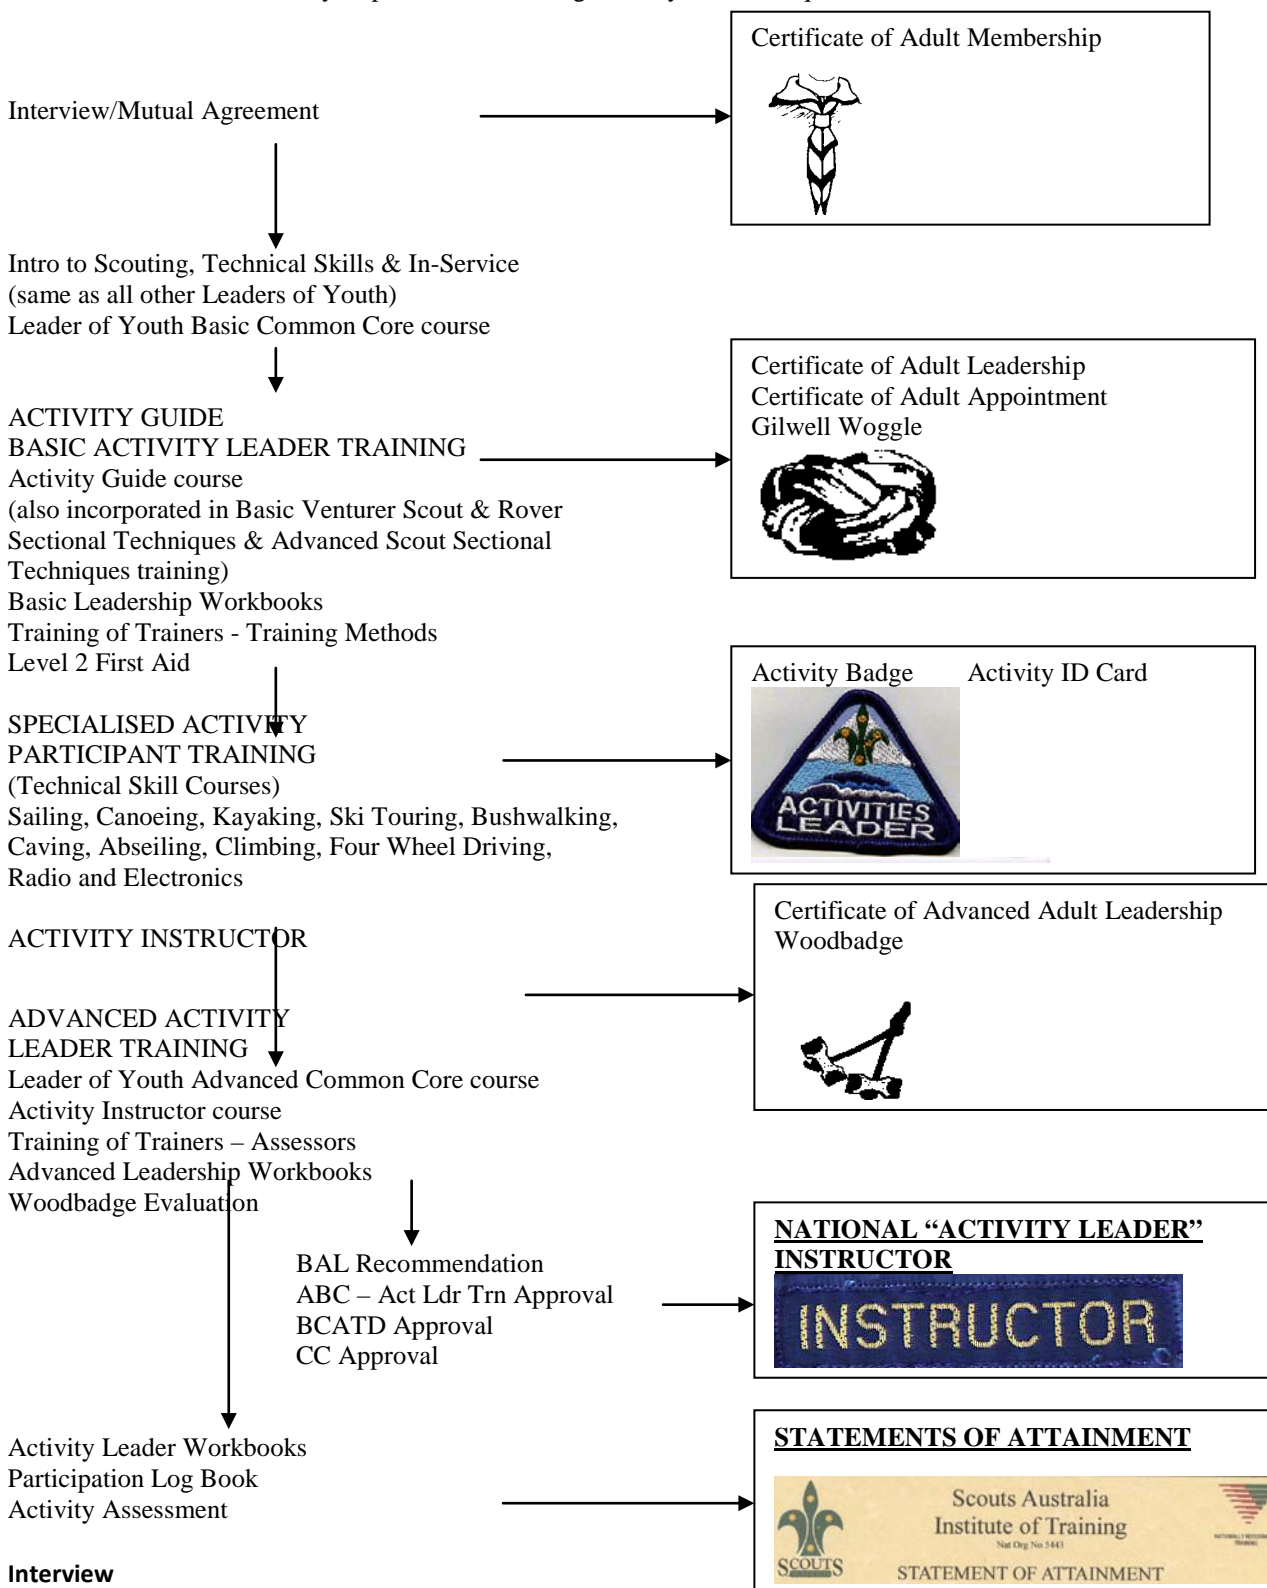 Certificate of Adult Membership
Interview/Mutual Agreement
Intro to Scouting, Technical Skills & In-Service
(same as all other Leaders of Youth)
Leader of Youth Basic Common Core course
Certificate of Adult Leadership
Certificate of Adult Appointment
Gilwell Woggle
ACTIVITY GUIDE
BASIC ACTIVITY LEADER TRAINING
Activity Guide course
(also incorporated in Basic Venturer Scout & Rover
Sectional Techniques & Advanced Scout Sectional
Techniques training)
Basic Leadership Workbooks
Training of Trainers - Training Methods
Level 2 First Aid
Activity Badge Activity ID Card
ACTIVITIES
LEADER
SPECIALISED ACTIVITY
PARTICIPANT TRAINING
(Technical Skill Courses)
Sailing, Canoeing, Kayaking, Ski Touring, Bushwalking,
Caving, Abseiling, Climbing, Four Wheel Driving,
Radio and Electronics
Certificate of Advanced Adult Leadership
Woodbadge
ACTIVITY INSTRUCTOR
ADVANCED ACTIVITY
LEADER TRAINING
Leader of Youth Advanced Common Core course
Activity Instructor course
Training of Trainers – Assessors
Advanced Leadership Workbooks
Woodbadge Evaluation
BAL Recommendation
ABC – Act Ldr Trn Approval
BCATD Approval
CC Approval
NATIONAL “ACTIVITY LEADER”
INSTRUCTOR
INSTRUCTOR
Activity Leader Workbooks
Participation Log Book
Activity Assessment
STATEMENTS OF ATTAINMENT
Scouts Australia
Institute of Training
Nat Org No 5443
SCOUTS
STATEMENT OF ATTAINMENT
Interview